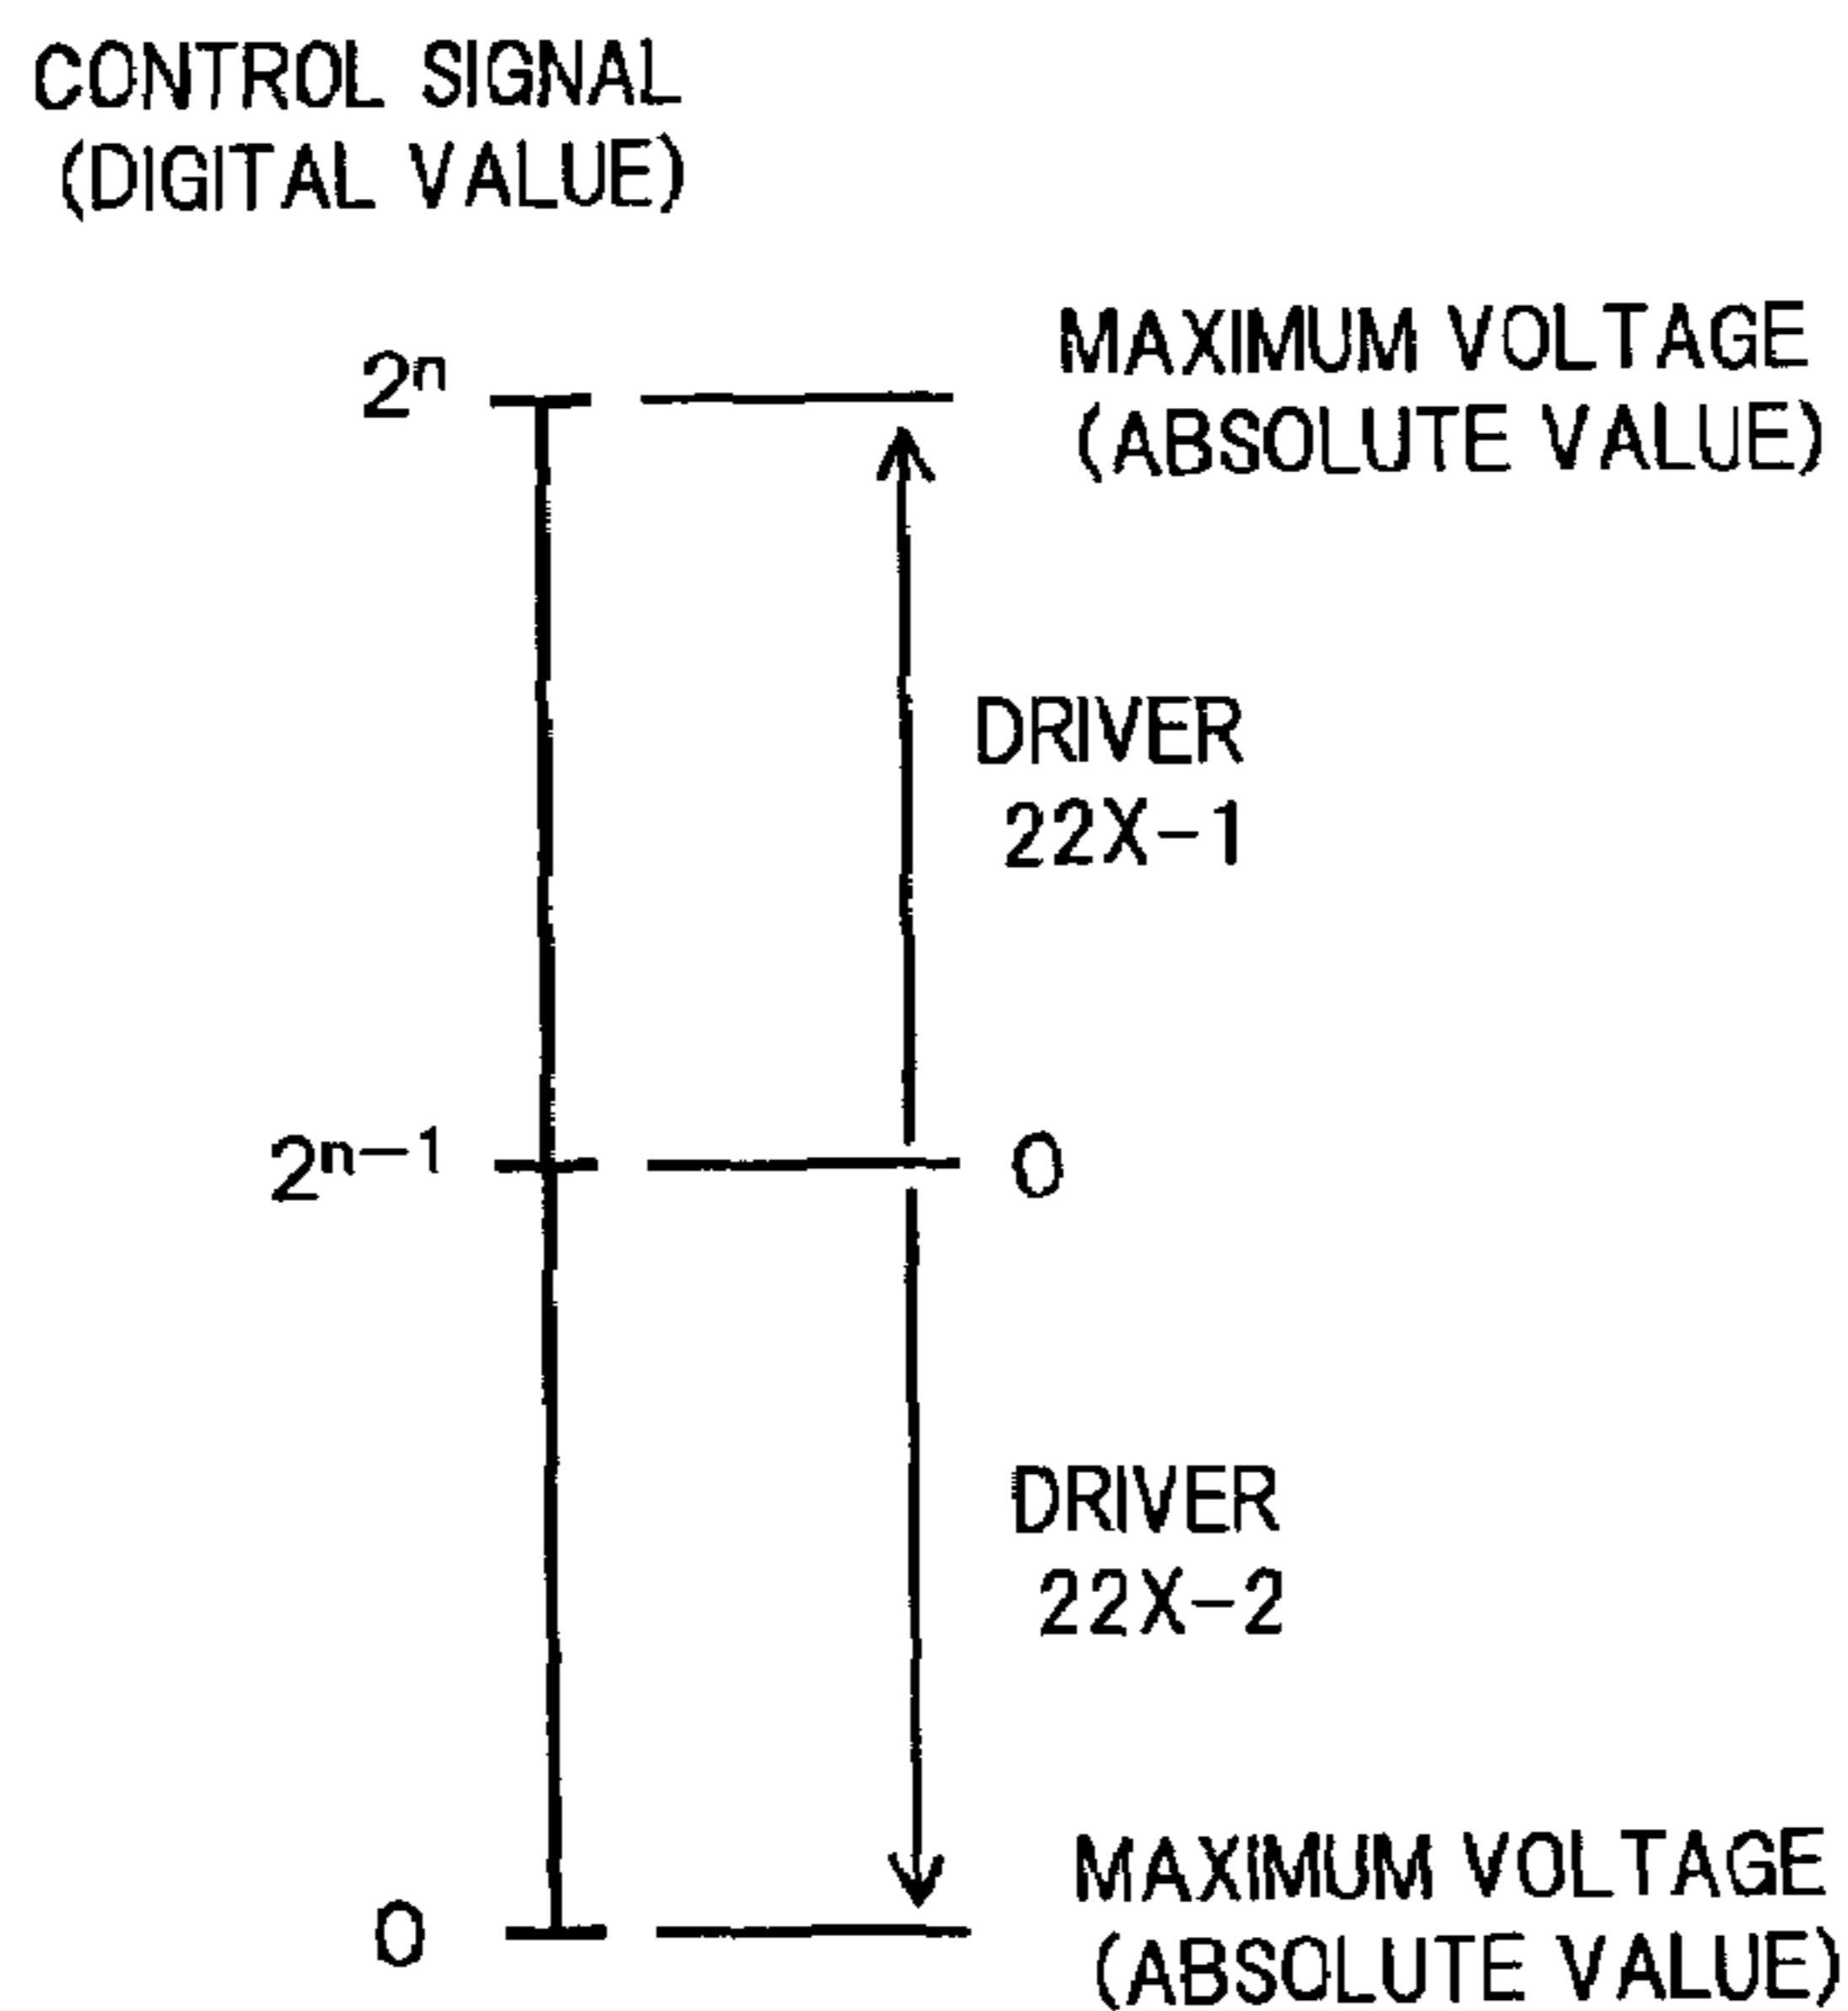 CONTROL SIGNAL
(DIGITAL VALUE)
2ⁿ
MAXIMUM VOLTAGE
(ABSOLUTE VALUE)
DRIVER
22X-1
2ⁿ⁻¹
0
DRIVER
22X-2
0
MAXIMUM VOLTAGE
(ABSOLUTE VALUE)